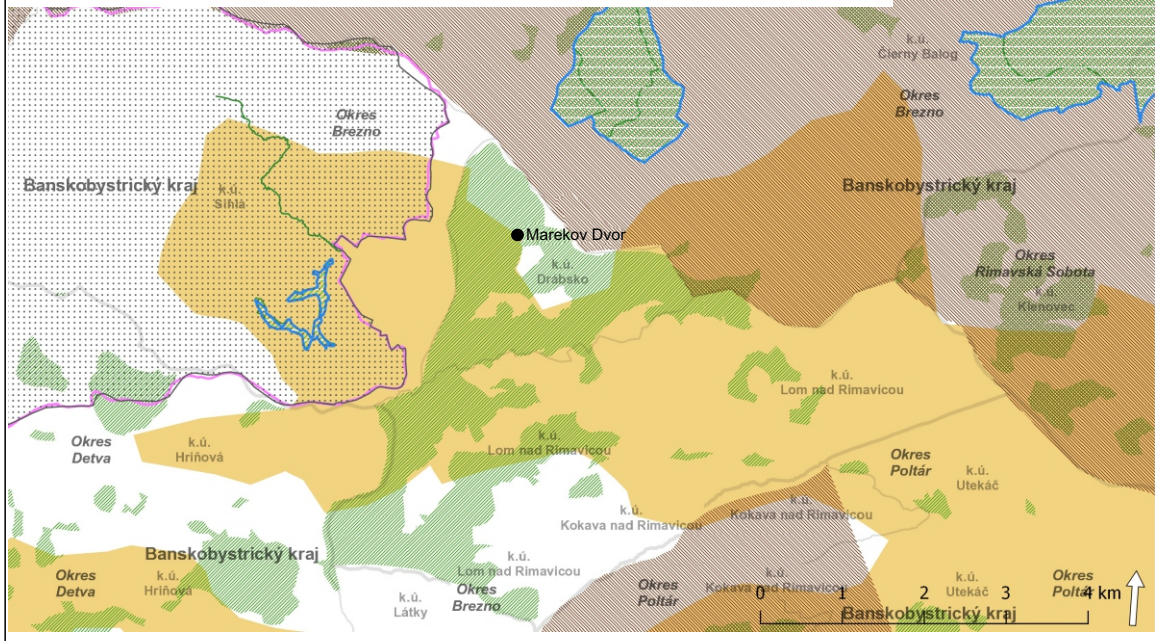 k.ú.
Čierny Balog
Okres
Brezno
Okres
Brezno
Banskobystrický kraj
k.ú.
Sihla
Banskobystrický kraj
Marekov Dvor
k.ú.
Drábsko
Okres
Rimavská Sobota
k.ú.
Klenovec
k.ú.
Lom nad Rimavicou
Okres
Detva
k.ú.
Hriňová
k.ú.
Lom nad Rimavicou
Okres
Poltár
k.ú.
Utekáč
k.ú.
Kokava nad Rimavicou
k.ú.
Kokava nad Rimavicou
Banskobystrický kraj
k.ú.
Lom nad Rimavicou
Okres
Detva
k.ú.
Hriňová
Okres
Brezno
k.ú.
Látky
Okres
Poltár
k.ú.
Kokava nad Rimavicou
k.ú.
Utekáč
Okres
Poltár
0 1 2 3 4 km
Banskobystrický kraj